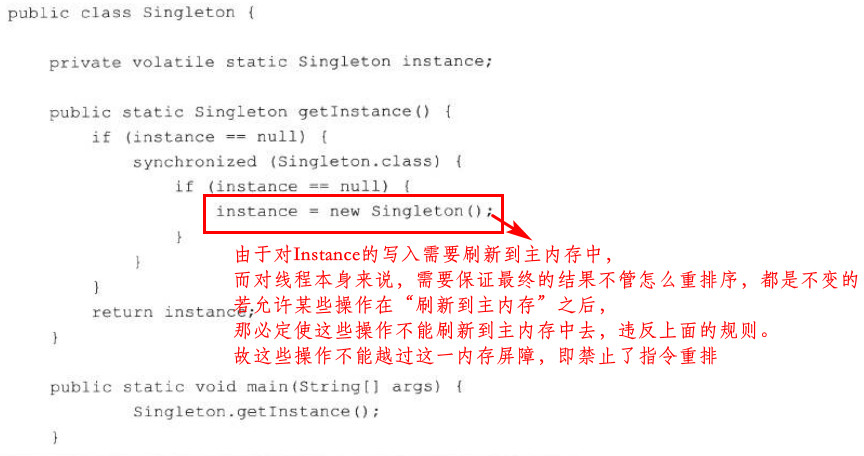 public class Singleton {
private volatile static Singleton instance;
public static Singleton getInstance() {
if (instance == null) {
synchronized (Singleton.class) {
if (instance == null) {
instance = new Singleton();
}
}
}
return instance;
}
由于对Instance的写入需要刷新到主内存中，
而对线程本身来说，需要保证最终的结果不管怎么重排序，都是不变的
若允许某些操作在“刷新到主内存”之后，
那必定使这些操作不能刷新到主内存中去，违反上面的规则。
故这些操作不能越过这一内存屏障，即禁止了指令重排
public static void main(String[] args) {
Singleton.getInstance();
}